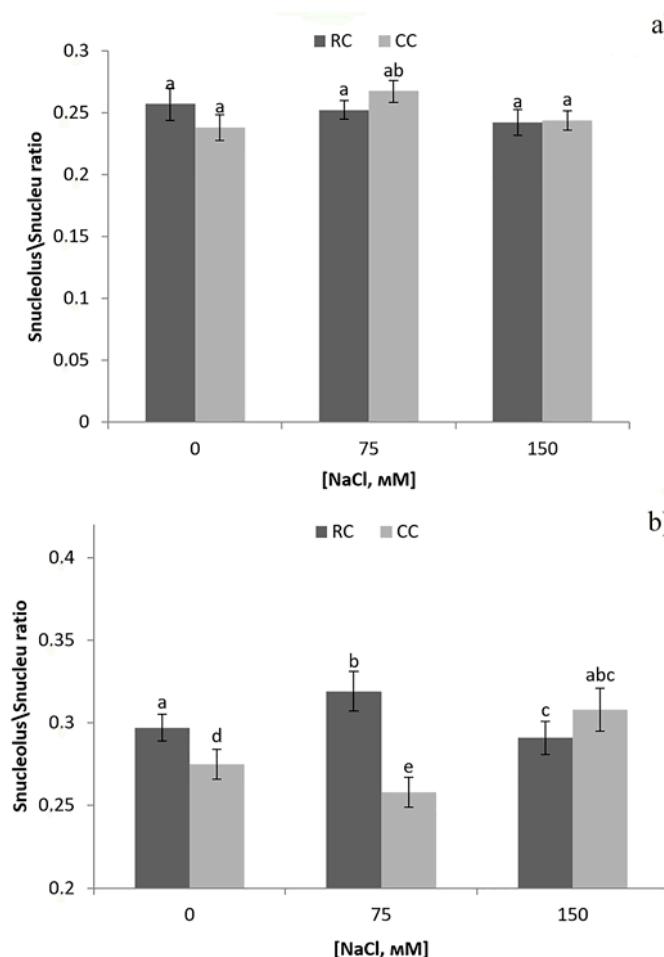 a)
RC CC
0.3
0.25
0.2
0.15
0.1
0.05
0
a a a ab a a
Snucleolus\Snucleu ratio
0 75 150
[NaCl, мМ]
b)
RC CC
0.4
0.35
0.3
0.25
0.2
a d b e c abc
Snucleolus\Snucleu ratio
0 75 150
[NaCl, мМ]